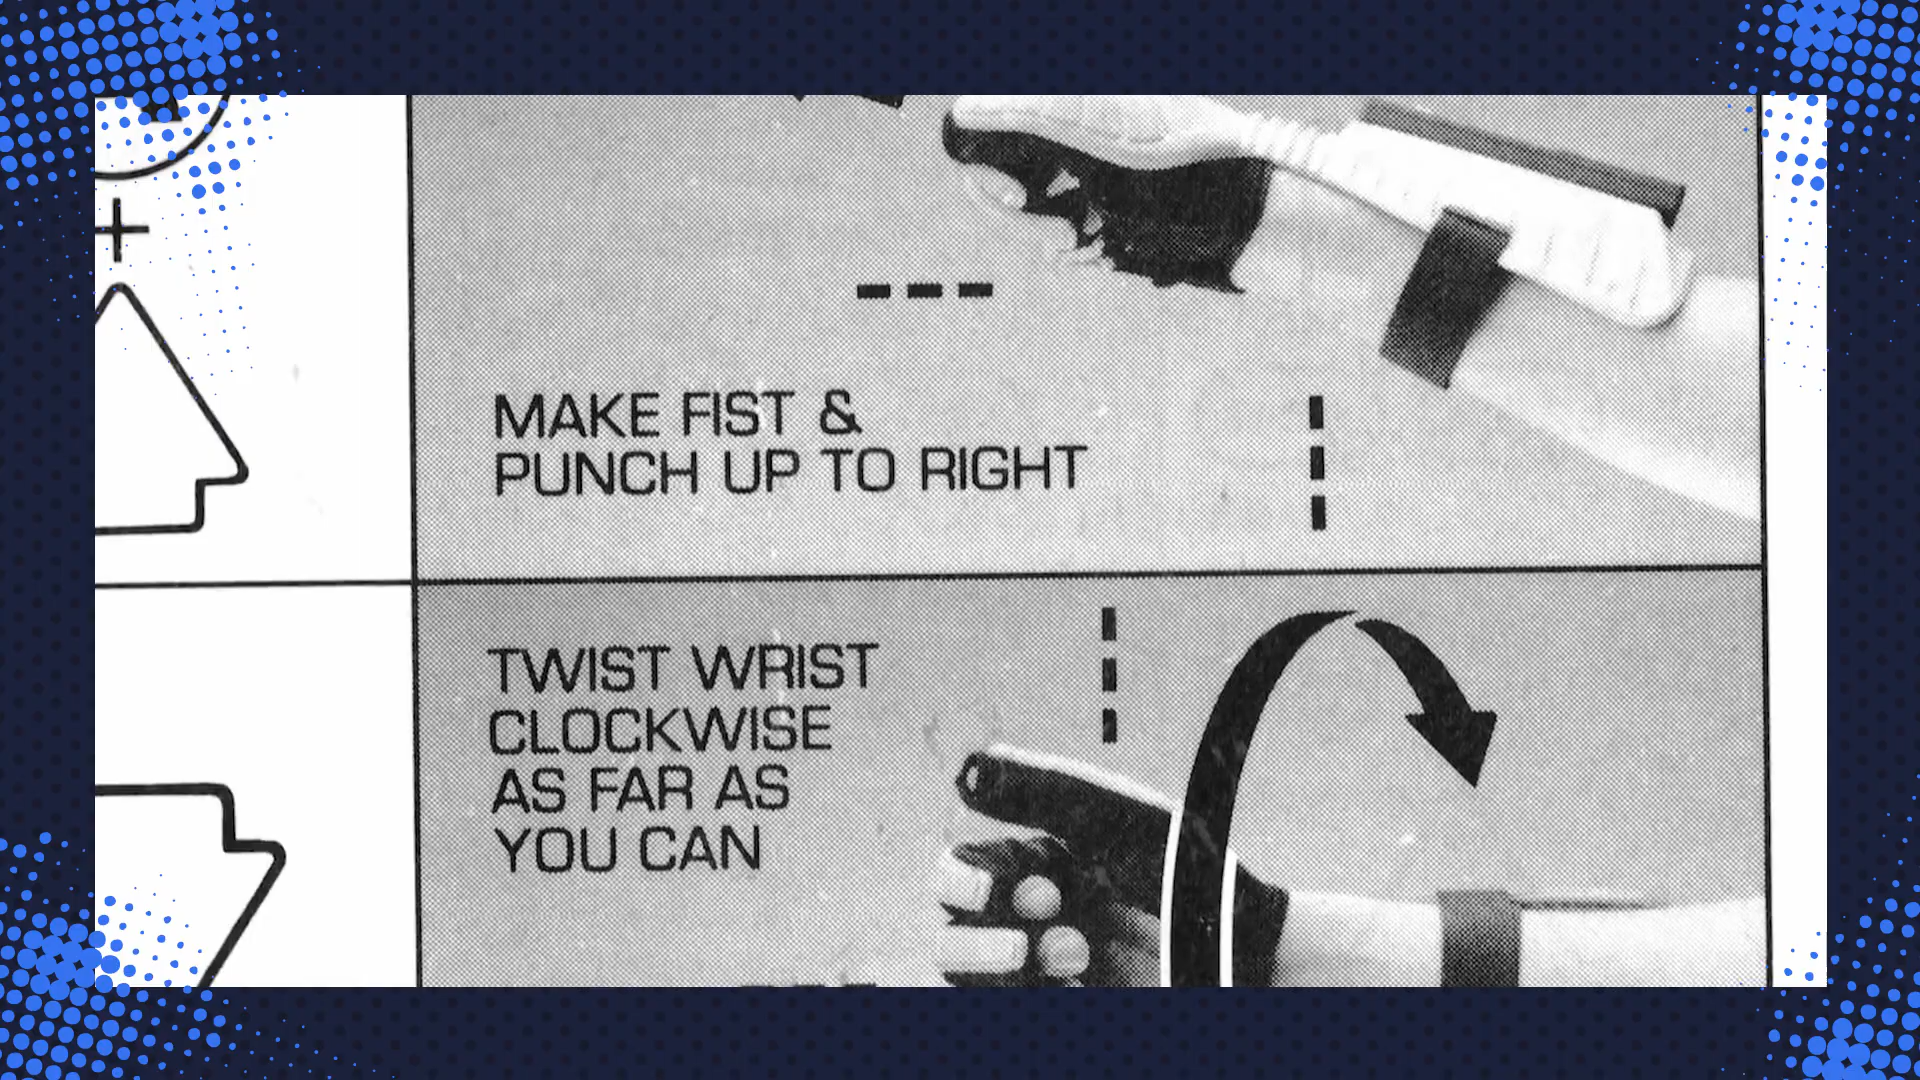 MAKE FIST &
PUNCH UP TO RIGHT
TWIST WRIST
CLOCKWISE
AS FAR AS
YOU CAN